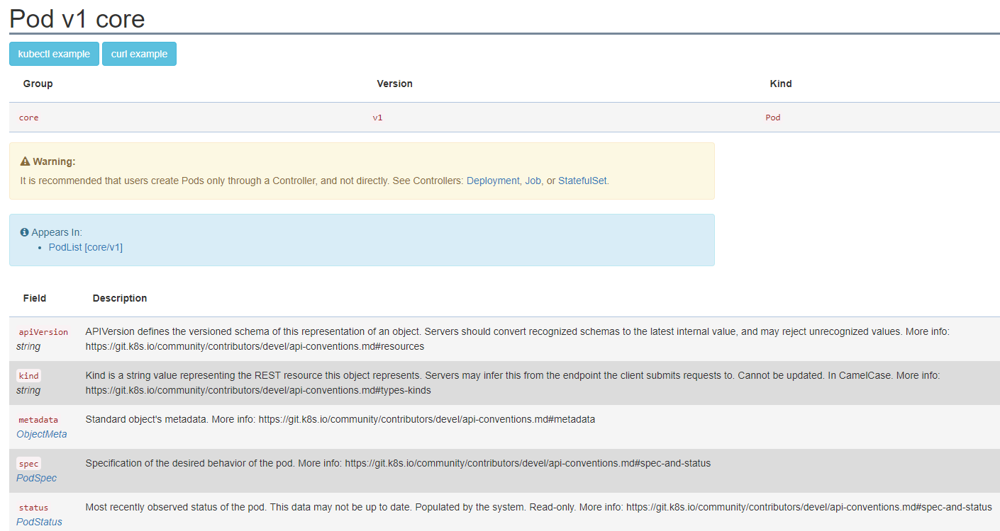 Pod v1 core
kubectl example curl example
Group Version Kind
core v1 Pod
Warning:
It is recommended that users create Pods only through a Controller, and not directly. See Controllers: Deployment, Job, or StatefulSet.
Appears In:
• PodList [core/v1]
Field Description
apiVersion APIVersion defines the versioned schema of this representation of an object. Servers should convert recognized schemas to the latest internal value, and may reject unrecognized values. More info:
string https://git.k8s.io/community/contributors/devel/api-conventions.md#resources
kind Kind is a string value representing the REST resource this object represents. Servers may infer this from the endpoint the client submits requests to. Cannot be updated. In CamelCase. More info:
string https://git.k8s.io/community/contributors/devel/api-conventions.md#types-kinds
metadata Standard object's metadata. More info: https://git.k8s.io/community/contributors/devel/api-conventions.md#metadata
ObjectMeta
spec Specification of the desired behavior of the pod. More info: https://git.k8s.io/community/contributors/devel/api-conventions.md#spec-and-status
PodSpec
status Most recently observed status of the pod. This data may not be up to date. Populated by the system. Read-only. More info: https://git.k8s.io/community/contributors/devel/api-conventions.md#spec-and-status
PodStatus